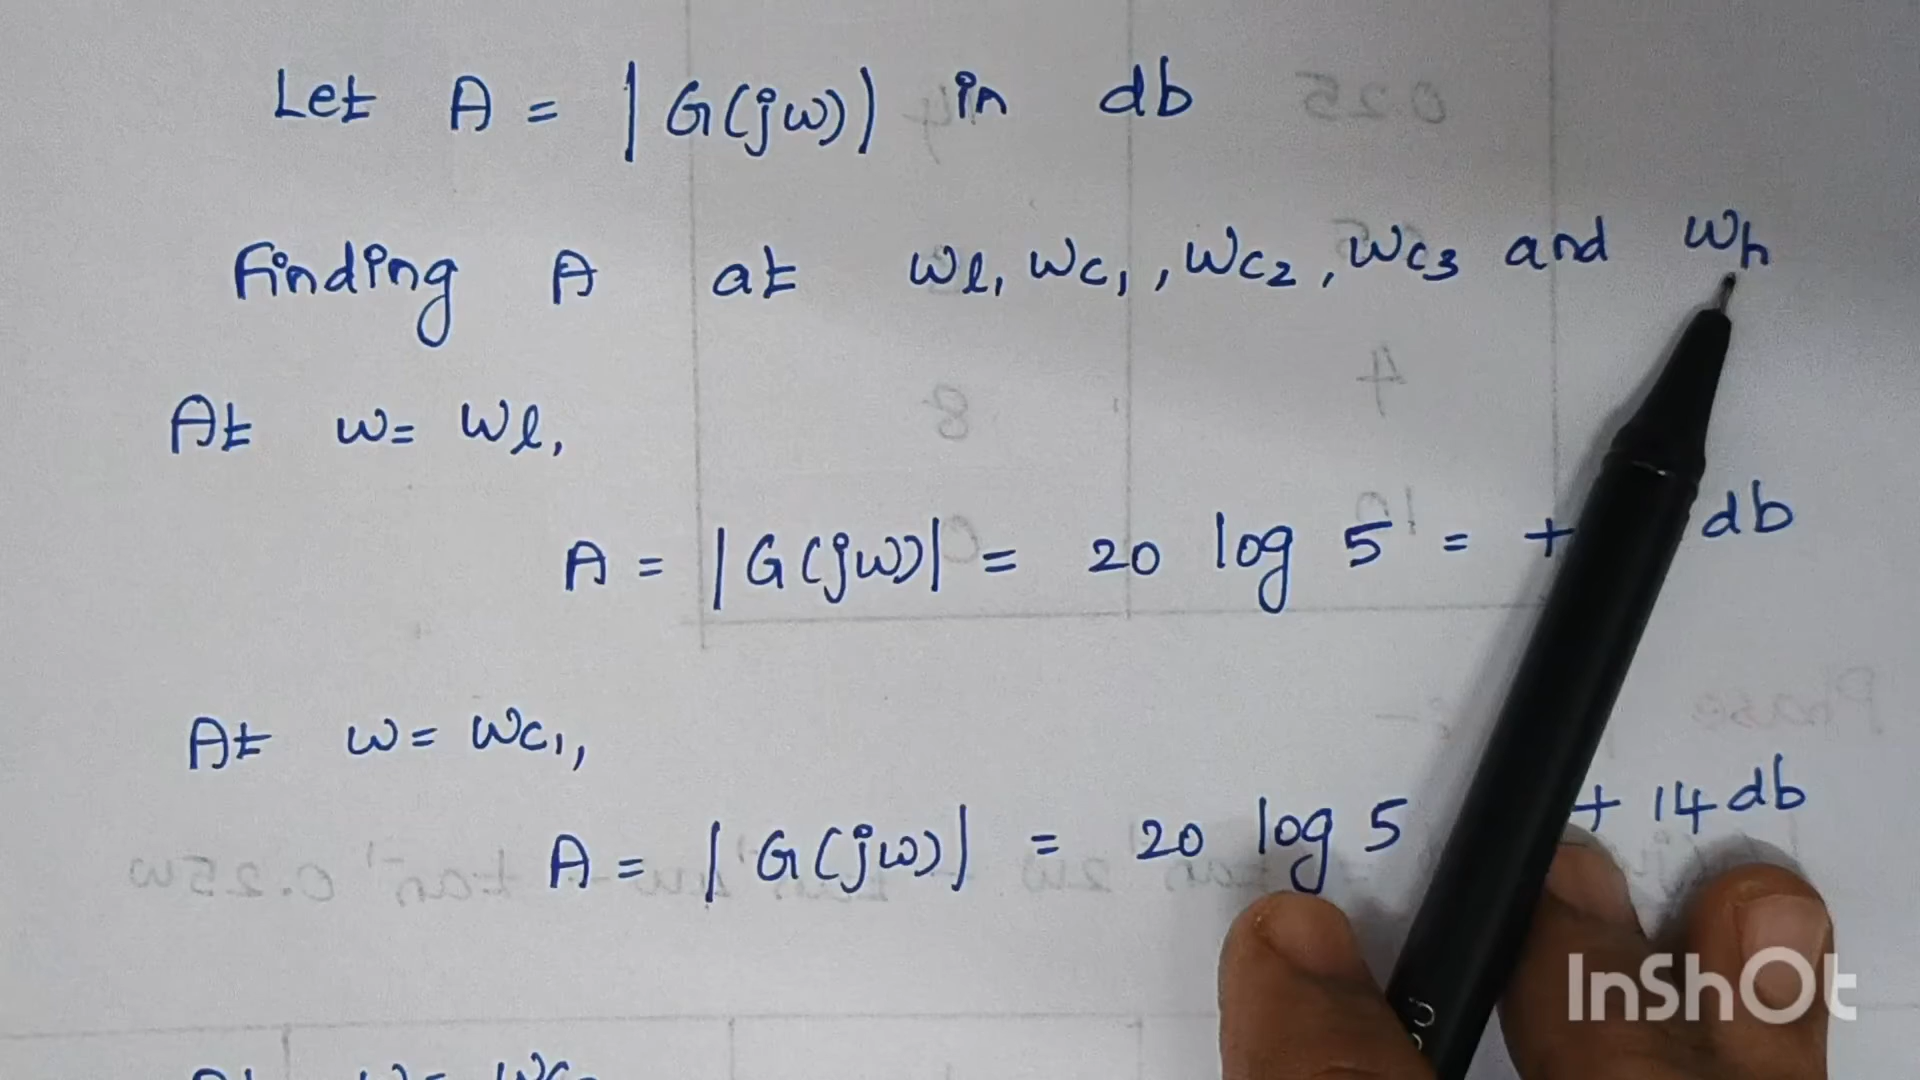 Let A = |G(jω)| in db
Finding A at ωl, ωc1, ωc2, ωc3 and ωh
At ω= ωl,
A = |G(jω)| = 20 log 5 = + db
At ω= ωc1,
A = |G(jω)| = 20 log 5 + 14 db
InShOt